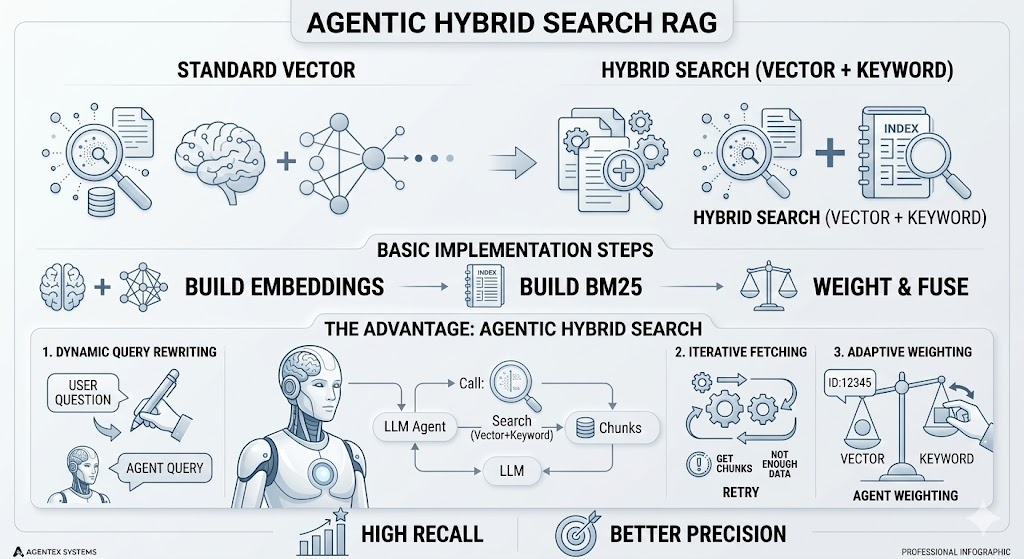 AGENTIC HYBRID SEARCH RAG
STANDARD VECTOR
HYBRID SEARCH (VECTOR + KEYWORD)
INDEX
HYBRID SEARCH (VECTOR + KEYWORD)
BASIC IMPLEMENTATION STEPS
BUILD EMBEDDINGS
INDEX
BUILD BM25
WEIGHT & FUSE
THE ADVANTAGE: AGENTIC HYBRID SEARCH
1. DYNAMIC QUERY REWRITING
USER
QUESTION
AGENT QUERY
Call:
LLM Agent
Search
(Vector+Keyword)
Chunks
LLM
2. ITERATIVE FETCHING
GET
CHUNKS
NOT
ENOUGH
DATA
RETRY
3. ADAPTIVE WEIGHTING
ID:12345
VECTOR
KEYWORD
AGENT WEIGHTING
HIGH RECALL
BETTER PRECISION
AGENTEX SYSTEMS
PROFESSIONAL INFOGRAPHIC